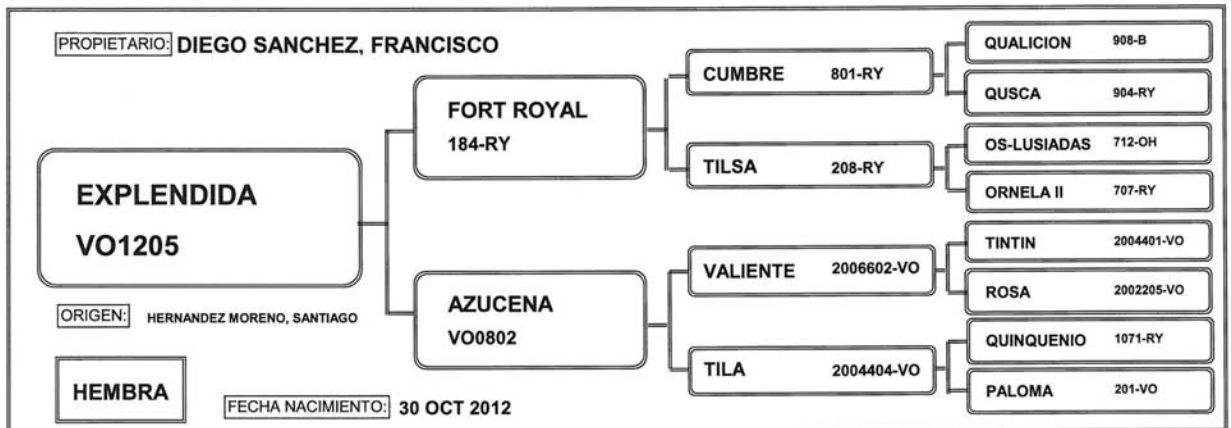 PROPIETARIO: DIEGO SANCHEZ, FRANCISCO
EXPLENDIDA
VO1205
ORIGEN: HERNANDEZ MORENO, SANTIAGO
HEMBRA
FECHA NACIMIENTO: 30 OCT 2012
FORT ROYAL
184-RY
AZUCENA
VO0802
CUMBRE 801-RY
TILSA 208-RY
VALIENTE 2006602-VO
TILA 2004404-VO
QUALICION 908-B
QUSCA 904-RY
OS-LUSIADAS 712-OH
ORNELA II 707-RY
TINTIN 2004401-VO
ROSA 2002205-VO
QUINQUENIO 1071-RY
PALOMA 201-VO